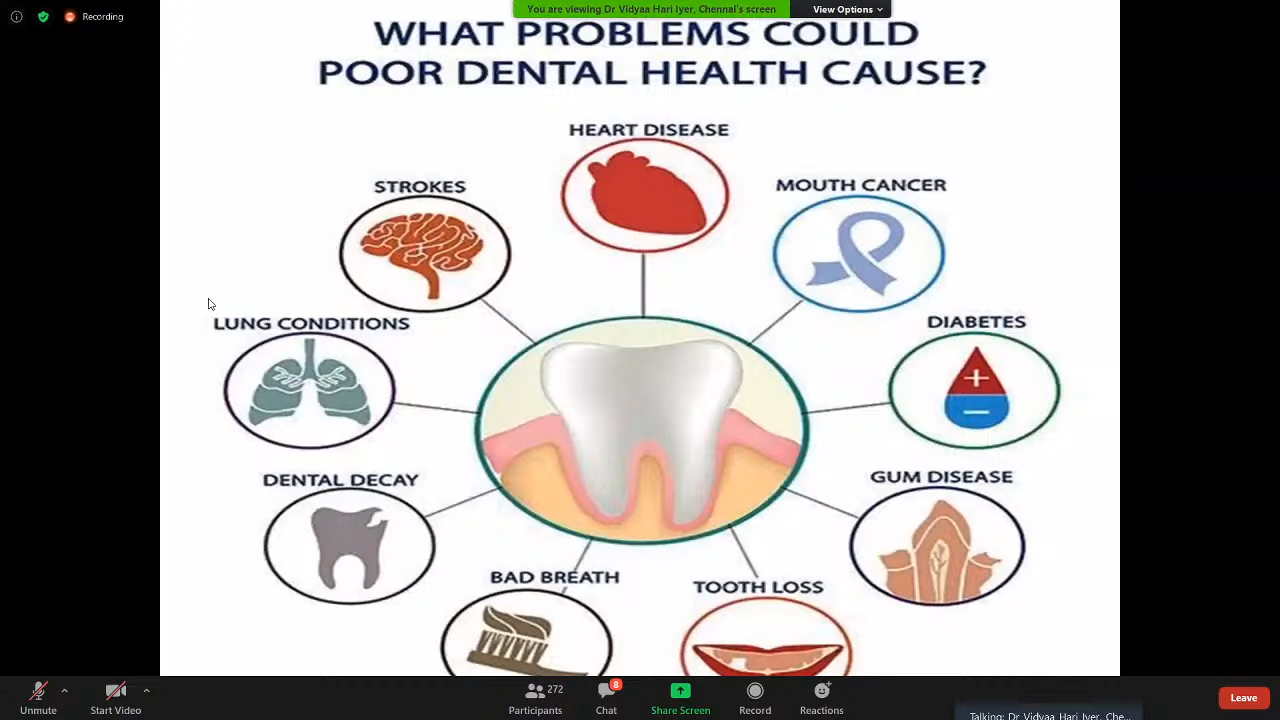 Recording
You are viewing Dr Vidyaa Hari Iyer, Chennai's screen
View Options
WHAT PROBLEMS COULD
POOR DENTAL HEALTH CAUSE?
HEART DISEASE
STROKES
MOUTH CANCER
LUNG CONDITIONS
DIABETES
DENTAL DECAY
GUM DISEASE
BAD BREATH
TOOTH LOSS
Unmute
Start Video
272
Participants
8
Chat
Share Screen
Record
Reactions
Leave
Talking: Dr Vidyaa Hari Iyer, Che...